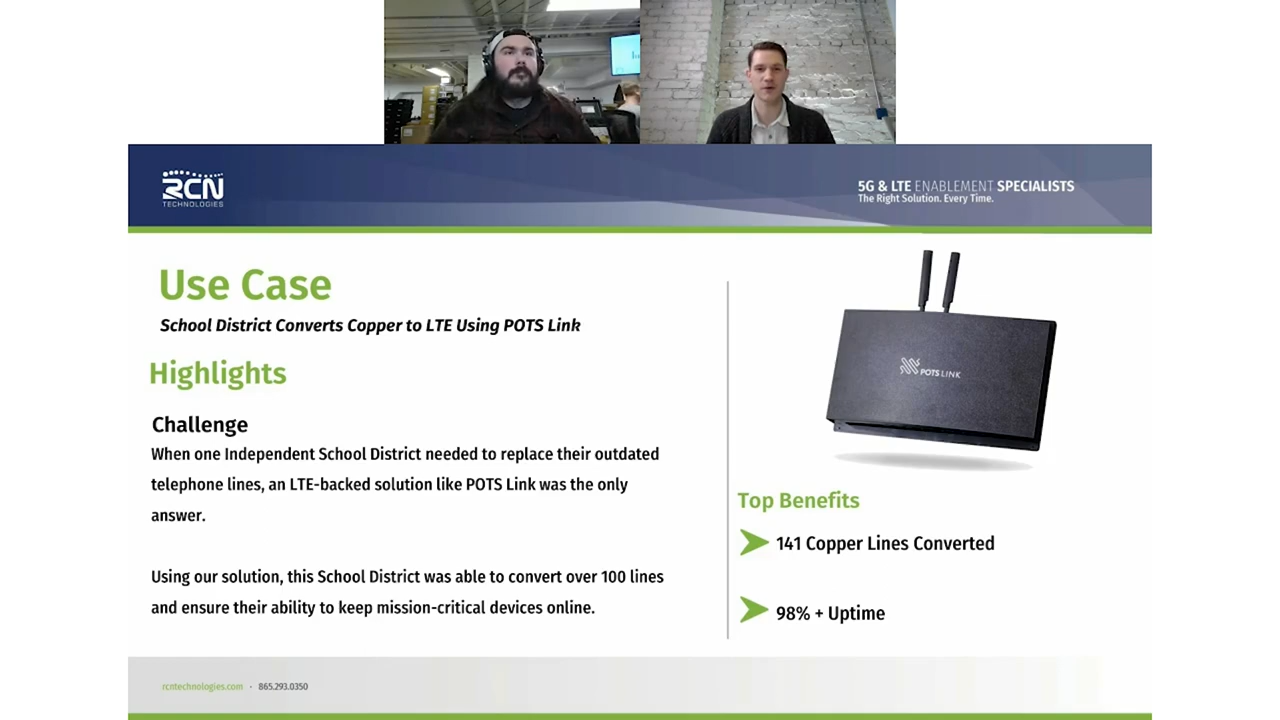 RCN
TECHNOLOGIES
5G & LTE ENABLEMENT SPECIALISTS
The Right Solution. Every Time.
Use Case
School District Converts Copper to LTE Using POTS Link
Highlights
Challenge
When one Independent School District needed to replace their outdated
telephone lines, an LTE-backed solution like POTS Link was the only
answer.
Using our solution, this School District was able to convert over 100 lines
and ensure their ability to keep mission-critical devices online.
POTS LINK
Top Benefits
141 Copper Lines Converted
98% + Uptime
rcntechnologies.com · 865.293.0350